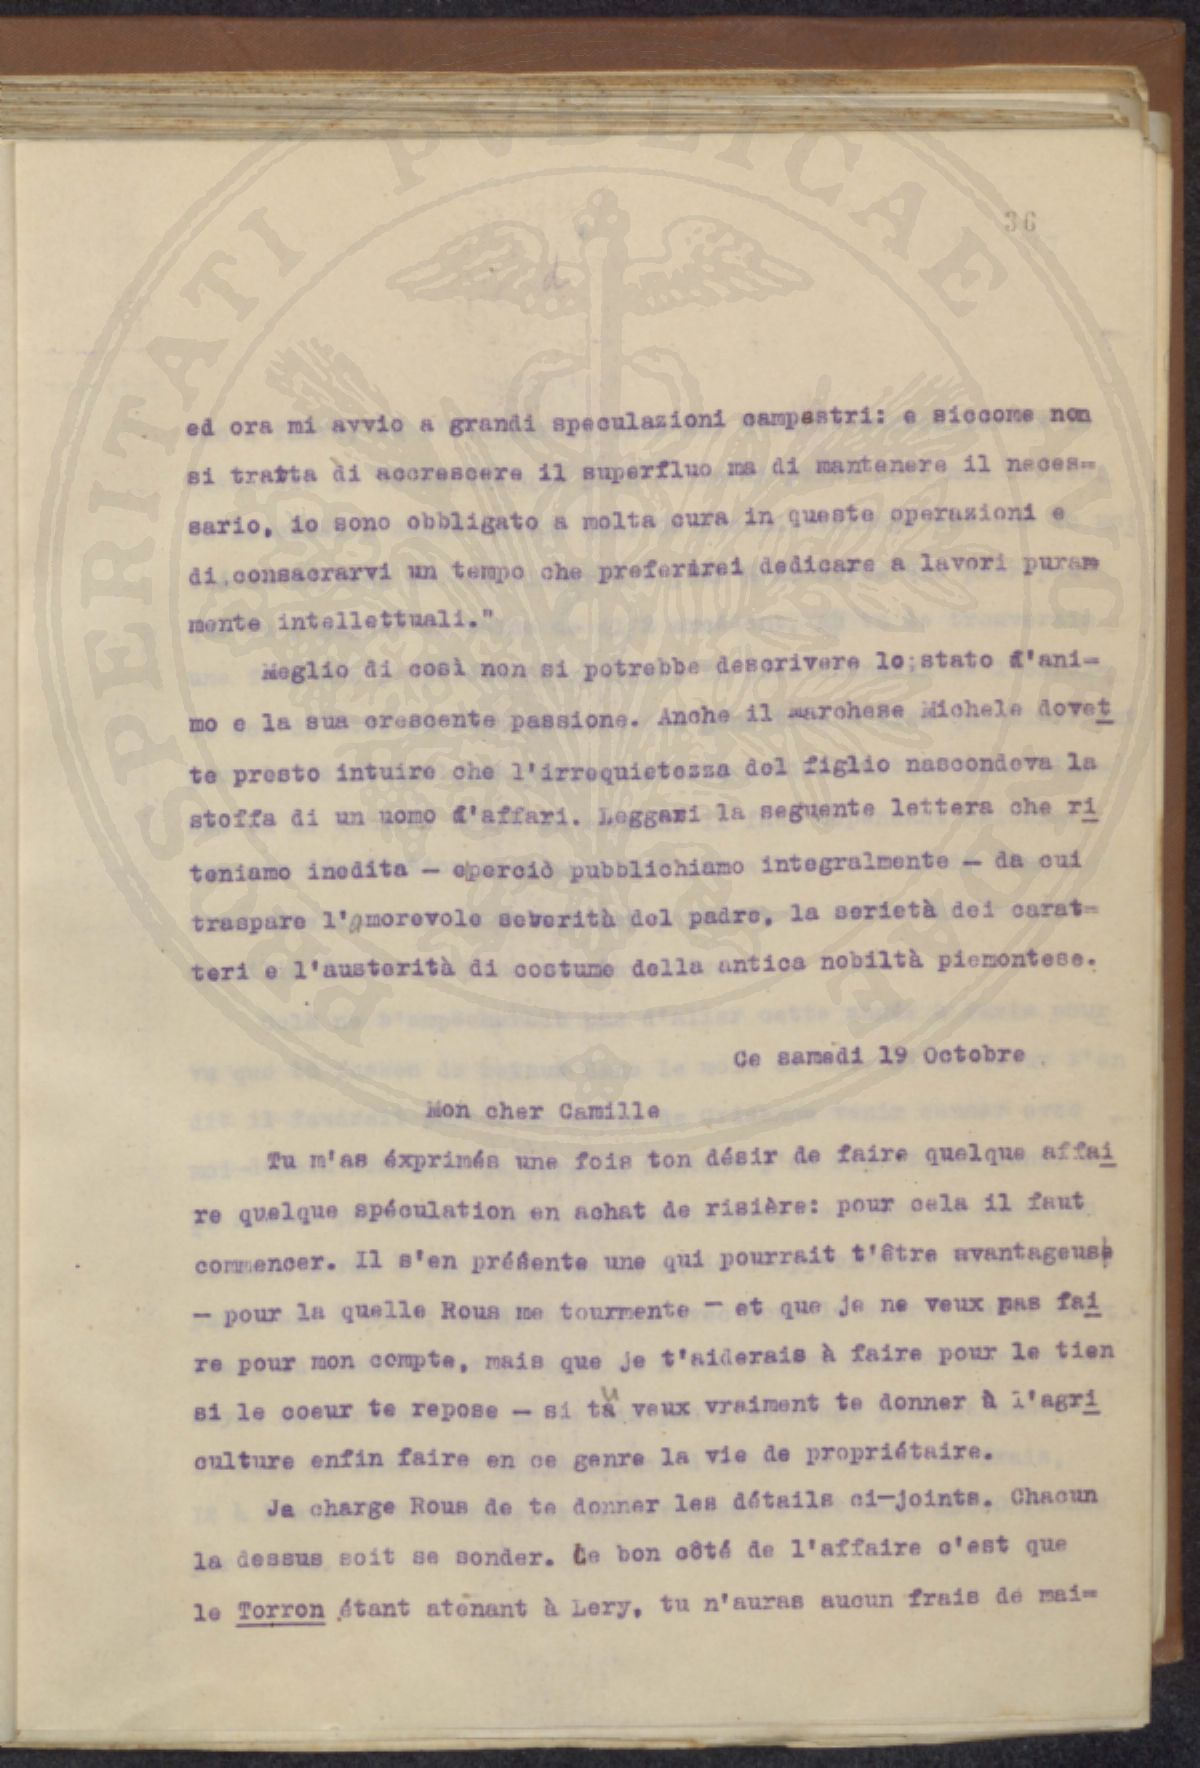 36
ed ora mi avvio a grandi speculazioni campestri: e siccome non
si tratta di accrescere il superfluo ma di mantenere il neces=
sario, io sono obbligato a molta cura in queste operazioni e
di consacrarvi un tempo che preferirei dedicare a lavori pura=
mente intellettuali."
Meglio di così non si potrebbe descrivere lo stato d'ani-
mo e la sua crescente passione. Anche il Marchese Michele dovet
te presto intuire che l'irrequietezza del figlio nascondeva la
stoffa di un uomo d'affari. Leggasi la seguente lettera che ri
teniamo inedita - eperciò pubblichiamo integralmente - da cui
traspare l'amorevole severità del padre, la serietà dei carat=
teri e l'austerità di costume della antica nobiltà piemontese.
Ce samedi 19 Octobre
Mon cher Camille
Tu m'as éxprimés une fois ton désir de faire quelque affai
re quelque spéculation en achat de risière: pour cela il faut
commencer. Il s'en présente une qui pourrait t'être avantageuse
- pour la quelle Rous me tourmente - et que je ne veux pas fai
re pour mon compte, mais que je t'aiderais à faire pour le tien
si le coeur te repose - si tu veux vraiment te donner à l'agri
culture enfin faire en ce genre la vie de propriétaire.
Je charge Rous de te donner les détails ci-joints. Chacun
la dessus soit se sonder. Le bon côté de l'affaire c'est que
le Torron étant atenant à Lery, tu n'auras aucun frais de mai=
PROSPERITATI PUBLICAE